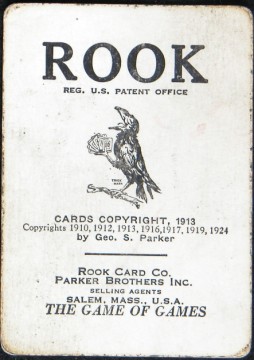 ROOK
REG. U.S. PATENT OFFICE
CARDS COPYRIGHT, 1913
Copyrights 1910, 1912, 1913, 1916, 1917, 1919, 1924
by Geo. S. Parker
ROOK CARD CO.
PARKER BROTHERS INC.
SELLING AGENTS
SALEM, MASS., U.S.A.
THE GAME OF GAMES